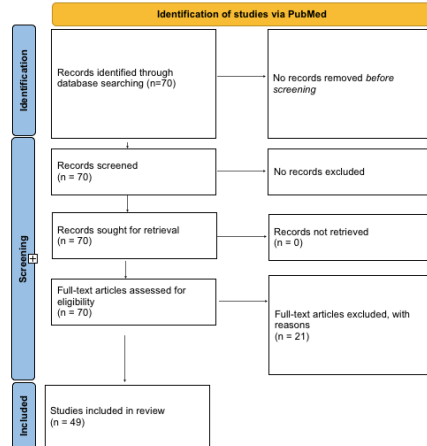 Identification of studies via PubMed
Identification
Records identified through
database searching (n=70)
No records removed before
screening
Screening
Records screened
(n = 70)
No records excluded
Records sought for retrieval
(n = 70)
Records not retrieved
(n = 0)
Full-text articles assessed for
eligibility
(n = 70)
Full-text articles excluded, with
reasons
(n = 21)
Included
Studies included in review
(n = 49)